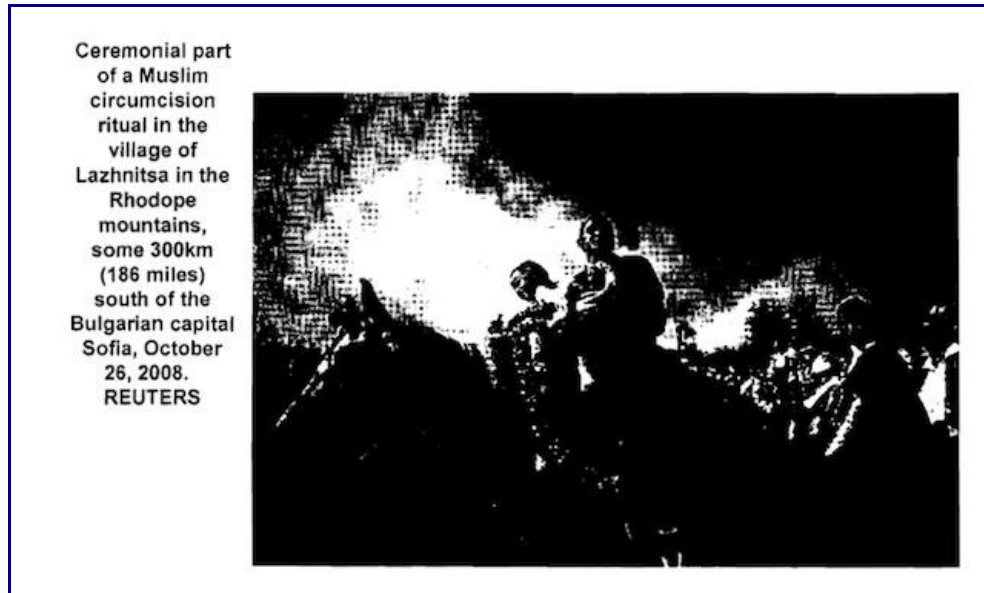 Ceremonial part
of a Muslim
circumcision
ritual in the
village of
Lazhnitsa in the
Rhodope
mountains,
some 300km
(186 miles)
south of the
Bulgarian capital
Sofia, October
26, 2008.
REUTERS